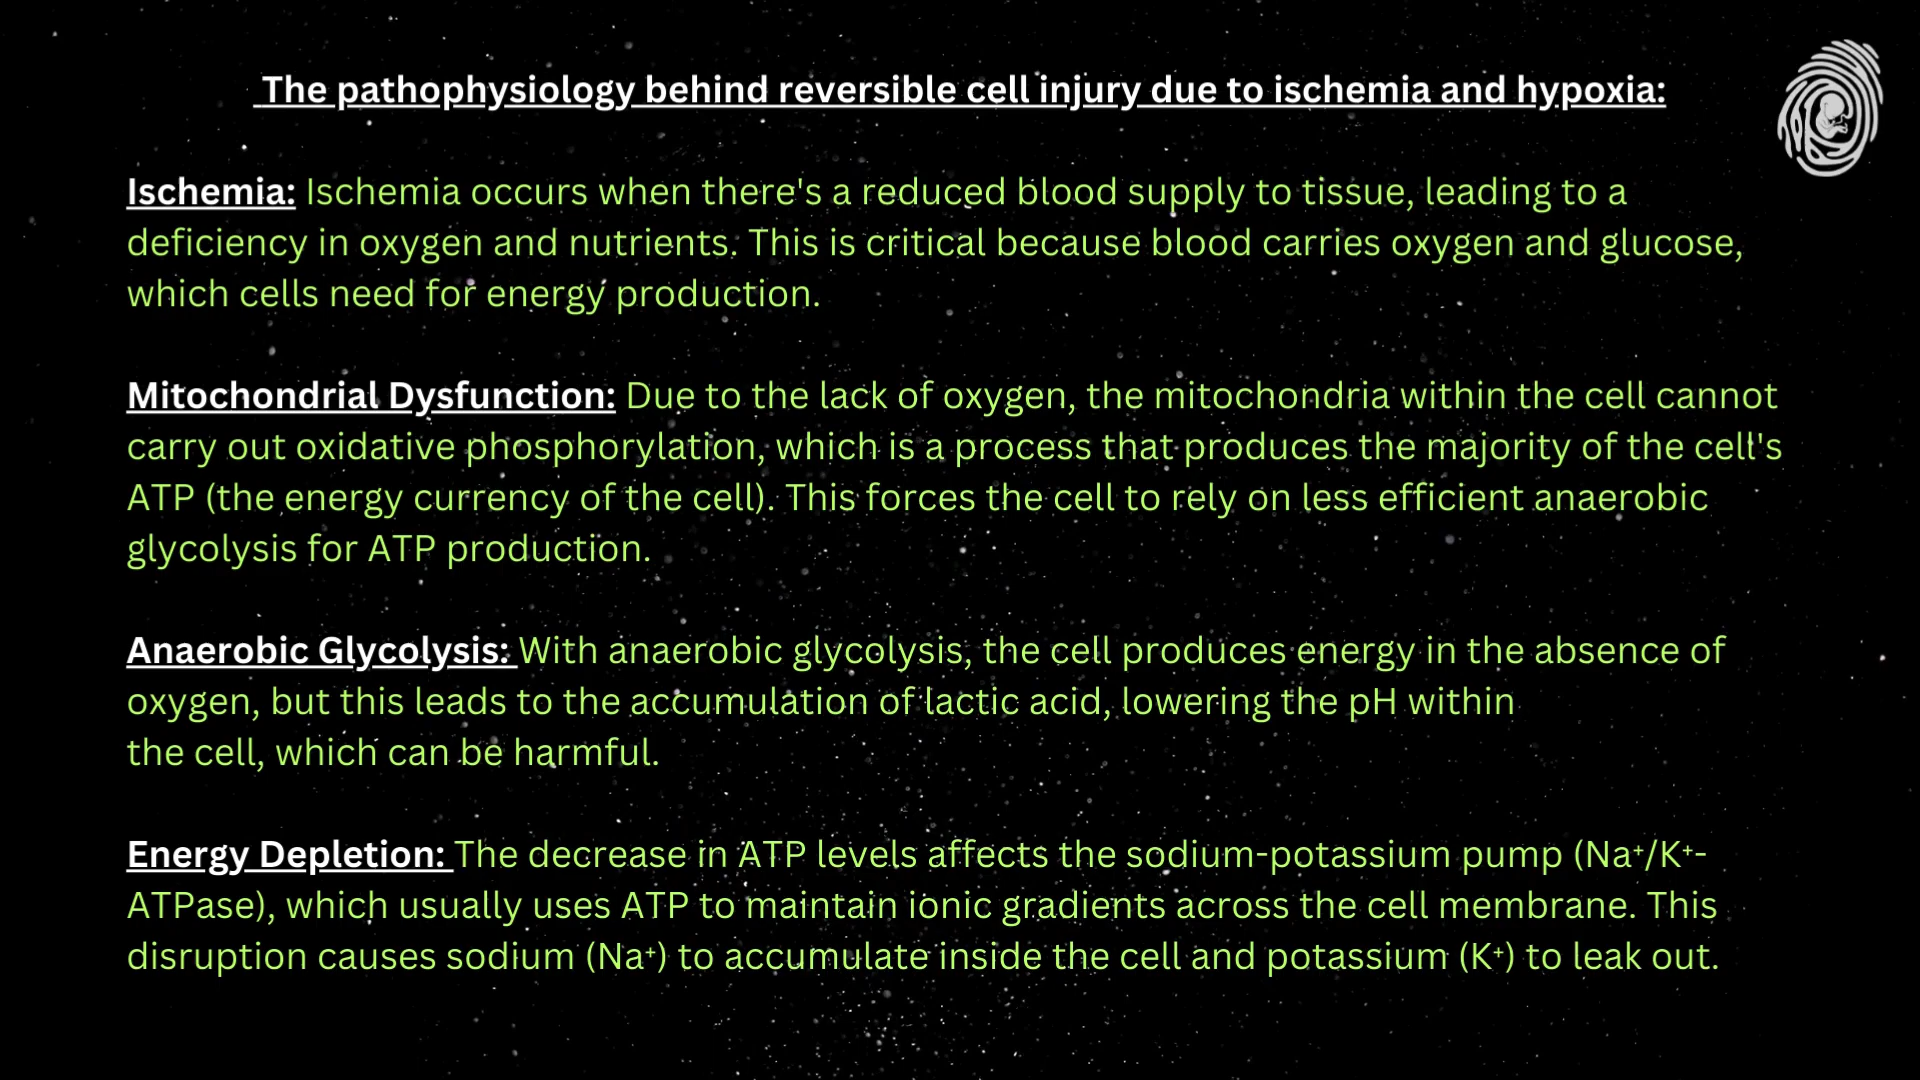 The pathophysiology behind reversible cell injury due to ischemia and hypoxia:
Ischemia: Ischemia occurs when there's a reduced blood supply to tissue, leading to a
deficiency in oxygen and nutrients. This is critical because blood carries oxygen and glucose,
which cells need for energy production.
Mitochondrial Dysfunction: Due to the lack of oxygen, the mitochondria within the cell cannot
carry out oxidative phosphorylation, which is a process that produces the majority of the cell's
ATP (the energy currency of the cell). This forces the cell to rely on less efficient anaerobic
glycolysis for ATP production.
Anaerobic Glycolysis: With anaerobic glycolysis, the cell produces energy in the absence of
oxygen, but this leads to the accumulation of lactic acid, lowering the pH within
the cell, which can be harmful.
Energy Depletion: The decrease in ATP levels affects the sodium-potassium pump (Na⁺/K⁺-
ATPase), which usually uses ATP to maintain ionic gradients across the cell membrane. This
disruption causes sodium (Na⁺) to accumulate inside the cell and potassium (K⁺) to leak out.